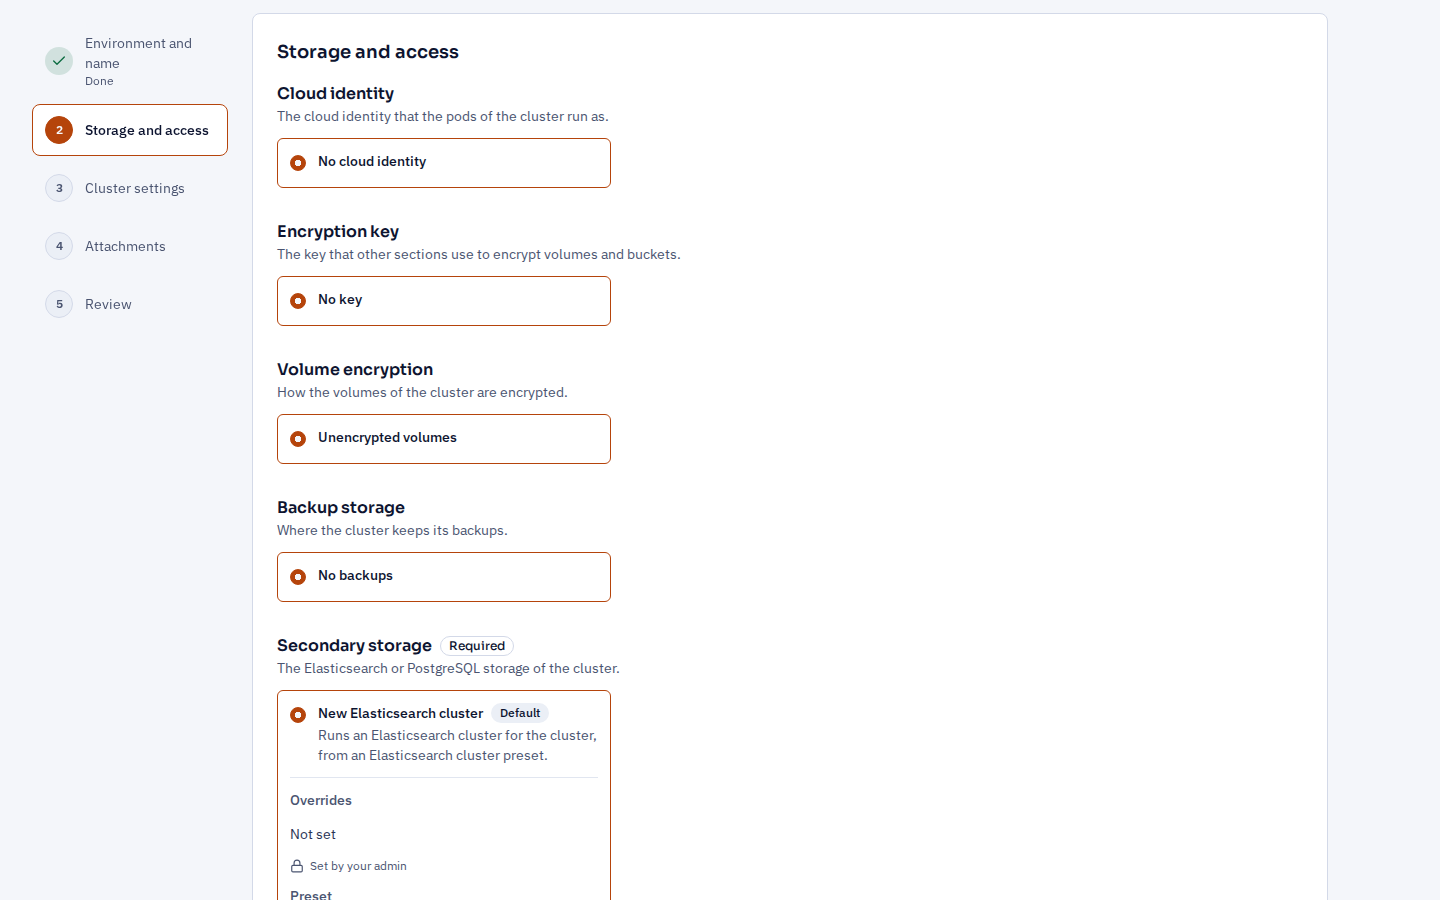 Environment and
name
Done
2
Storage and access
3
Cluster settings
4
Attachments
5
Review
Storage and access
Cloud identity
The cloud identity that the pods of the cluster run as.
No cloud identity
Encryption key
The key that other sections use to encrypt volumes and buckets.
No key
Volume encryption
How the volumes of the cluster are encrypted.
Unencrypted volumes
Backup storage
Where the cluster keeps its backups.
No backups
Secondary storage Required
The Elasticsearch or PostgreSQL storage of the cluster.
New Elasticsearch cluster Default
Runs an Elasticsearch cluster for the cluster,
from an Elasticsearch cluster preset.
Overrides
Not set
Set by your admin
Preset